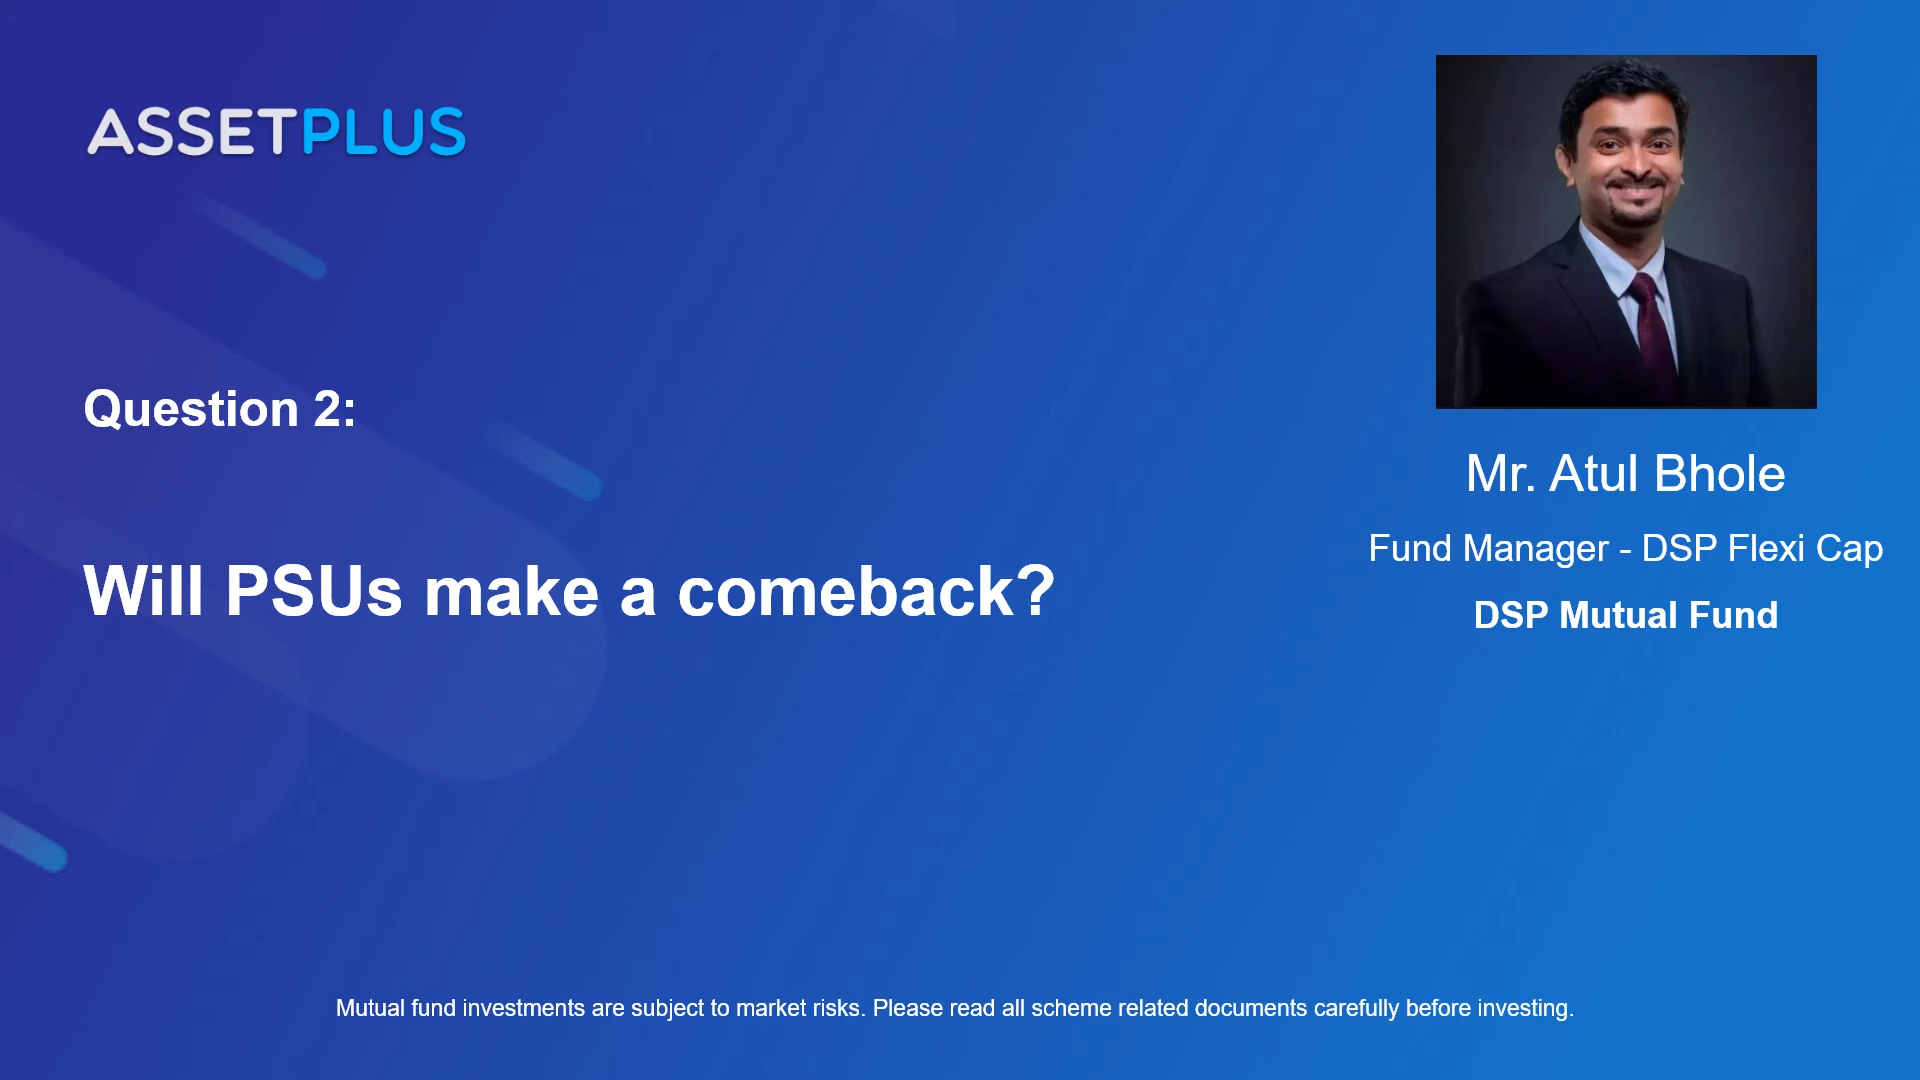 ASSETPLUS
Question 2:
Will PSUs make a comeback?
Mr. Atul Bhole
Fund Manager - DSP Flexi Cap
DSP Mutual Fund
Mutual fund investments are subject to market risks. Please read all scheme related documents carefully before investing.